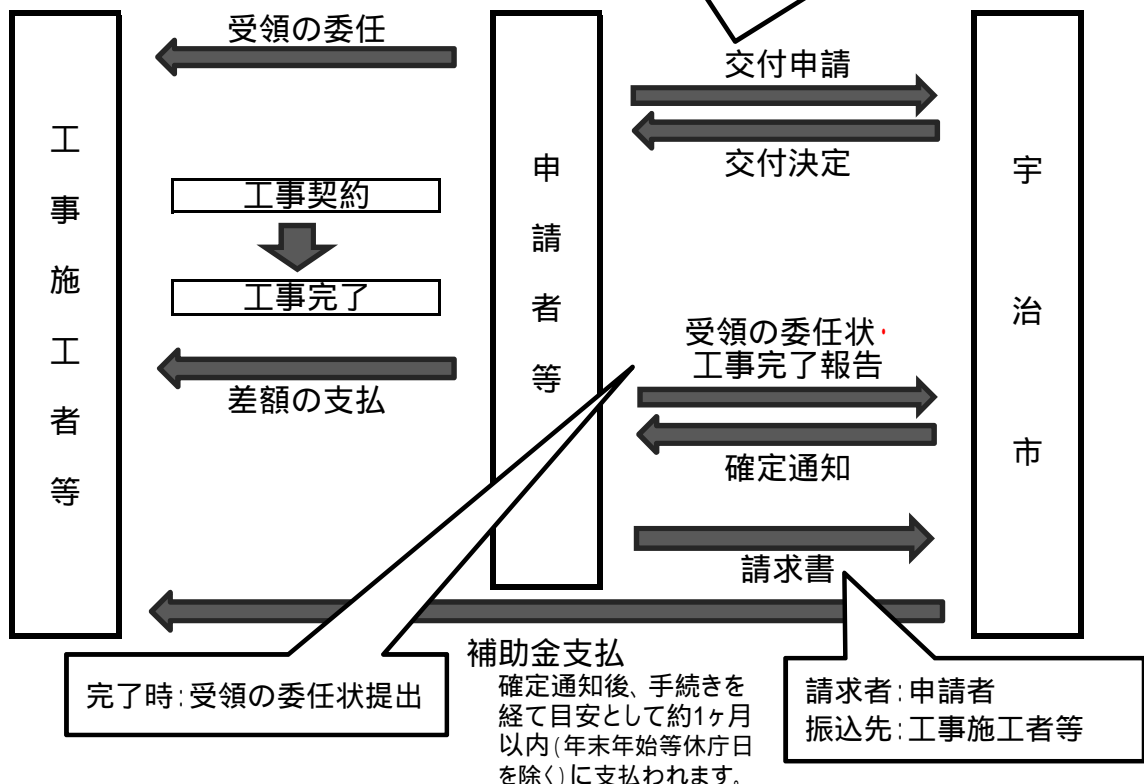 受領の委任
交付申請
交付決定
工事施工者等
申請者等
宇治市
工事契約
工事完了
受領の委任状・
工事完了報告
差額の支払
確定通知
請求書
補助金支払
確定通知後、手続きを
経て目安として約1ヶ月
以内(年末年始等休庁日
を除く)に支払われます。
完了時:受領の委任状提出
請求者:申請者
振込先:工事施工者等